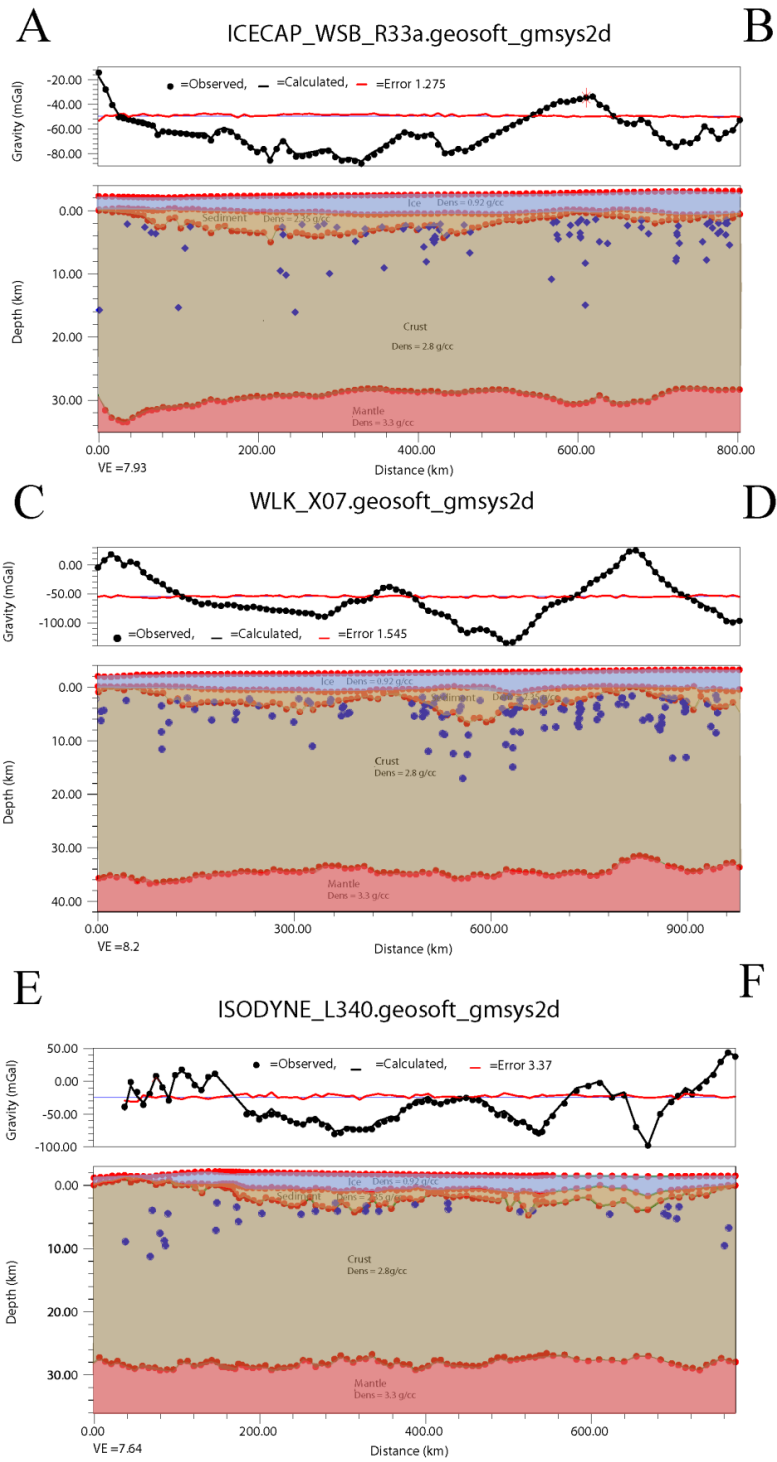 A
B
ICECAP_WSB_R33a.geosoft_gmsys2d
-20.00
-40.00
-60.00
-80.00
Gravity (mGal)
=Observed, =Calculated, =Error 1.275
0.00
10.00
20.00
30.00
Depth (km)
Ice Dens = 0.92 g/cc
Sediment Dens = 2.35 g/cc
Crust
Dens = 2.8 g/cc
Mantle
Dens = 3.3 g/cc
0.00 200.00 400.00 600.00 800.00
VE =7.93
Distance (km)
C
D
WLK_X07.geosoft_gmsys2d
0.00
-50.00
-100.00
Gravity (mGal)
=Observed, =Calculated, =Error 1.545
0.00
10.00
20.00
30.00
40.00
Depth (km)
Ice Dens = 0.92 g/cc
Sediment
Crust
Dens = 2.8 g/cc
Mantle
Dens = 3.3 g/cc
0.00 300.00 600.00 900.00
VE =8.2
Distance (km)
E
F
ISODYNE_L340.geosoft_gmsys2d
50.00
0.00
-50.00
-100.00
Gravity (mGal)
=Observed, =Calculated, =Error 3.37
0.00
10.00
20.00
30.00
Depth (km)
Ice Dens = 0.92 g/cc
Sediment
Crust
Dens = 2.8g/cc
Mantle
Dens = 3.3 g/cc
0.00 200.00 400.00 600.00
VE =7.64
Distance (km)